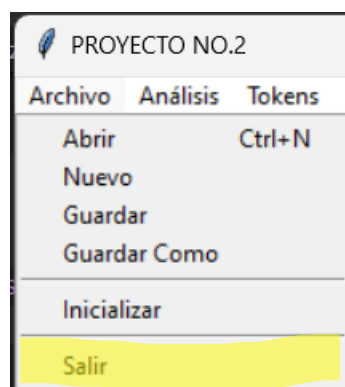 PROYECTO NO.2
Archivo Análisis Tokens
Abrir Ctrl+N
Nuevo
Guardar
Guardar Como
Inicializar
Salir